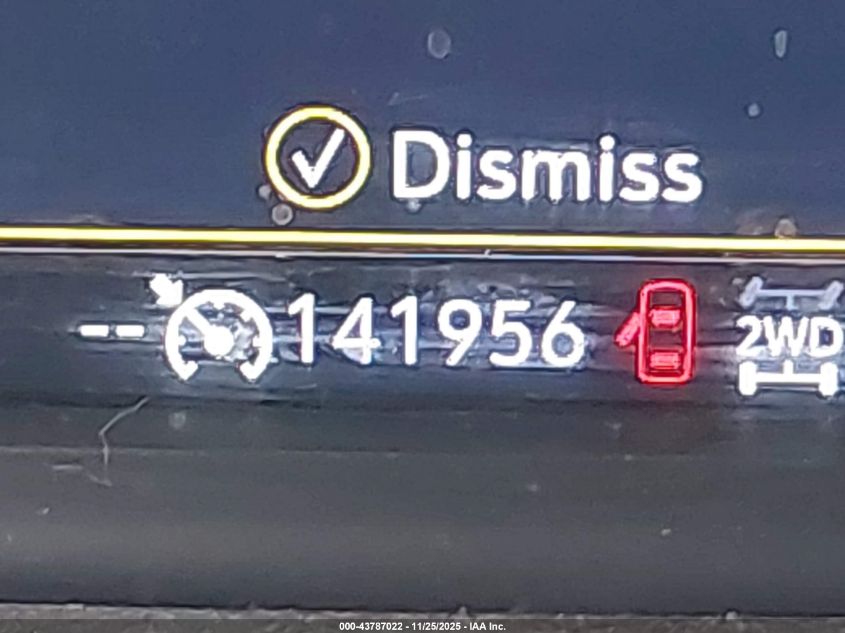 Dismiss
-- 141956 2WD
000-43787022 - 11/25/2025 - IAA Inc.